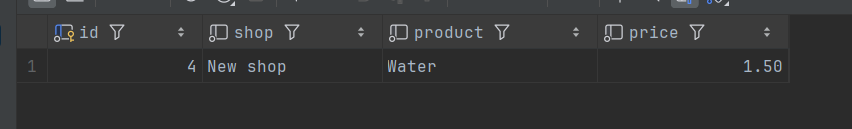 id shop product price
1 4 New shop Water 1.50